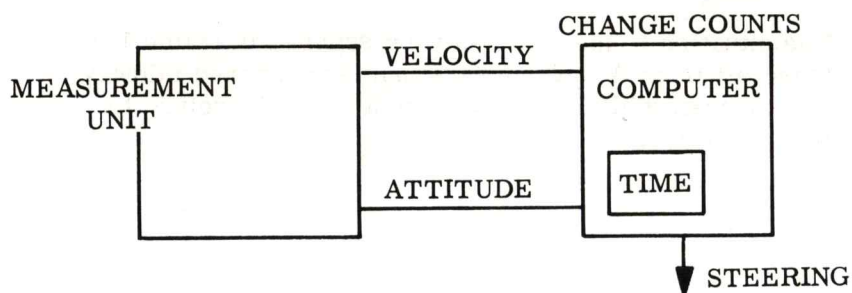 CHANGE COUNTS
VELOCITY
MEASUREMENT
UNIT
COMPUTER
ATTITUDE
TIME
STEERING